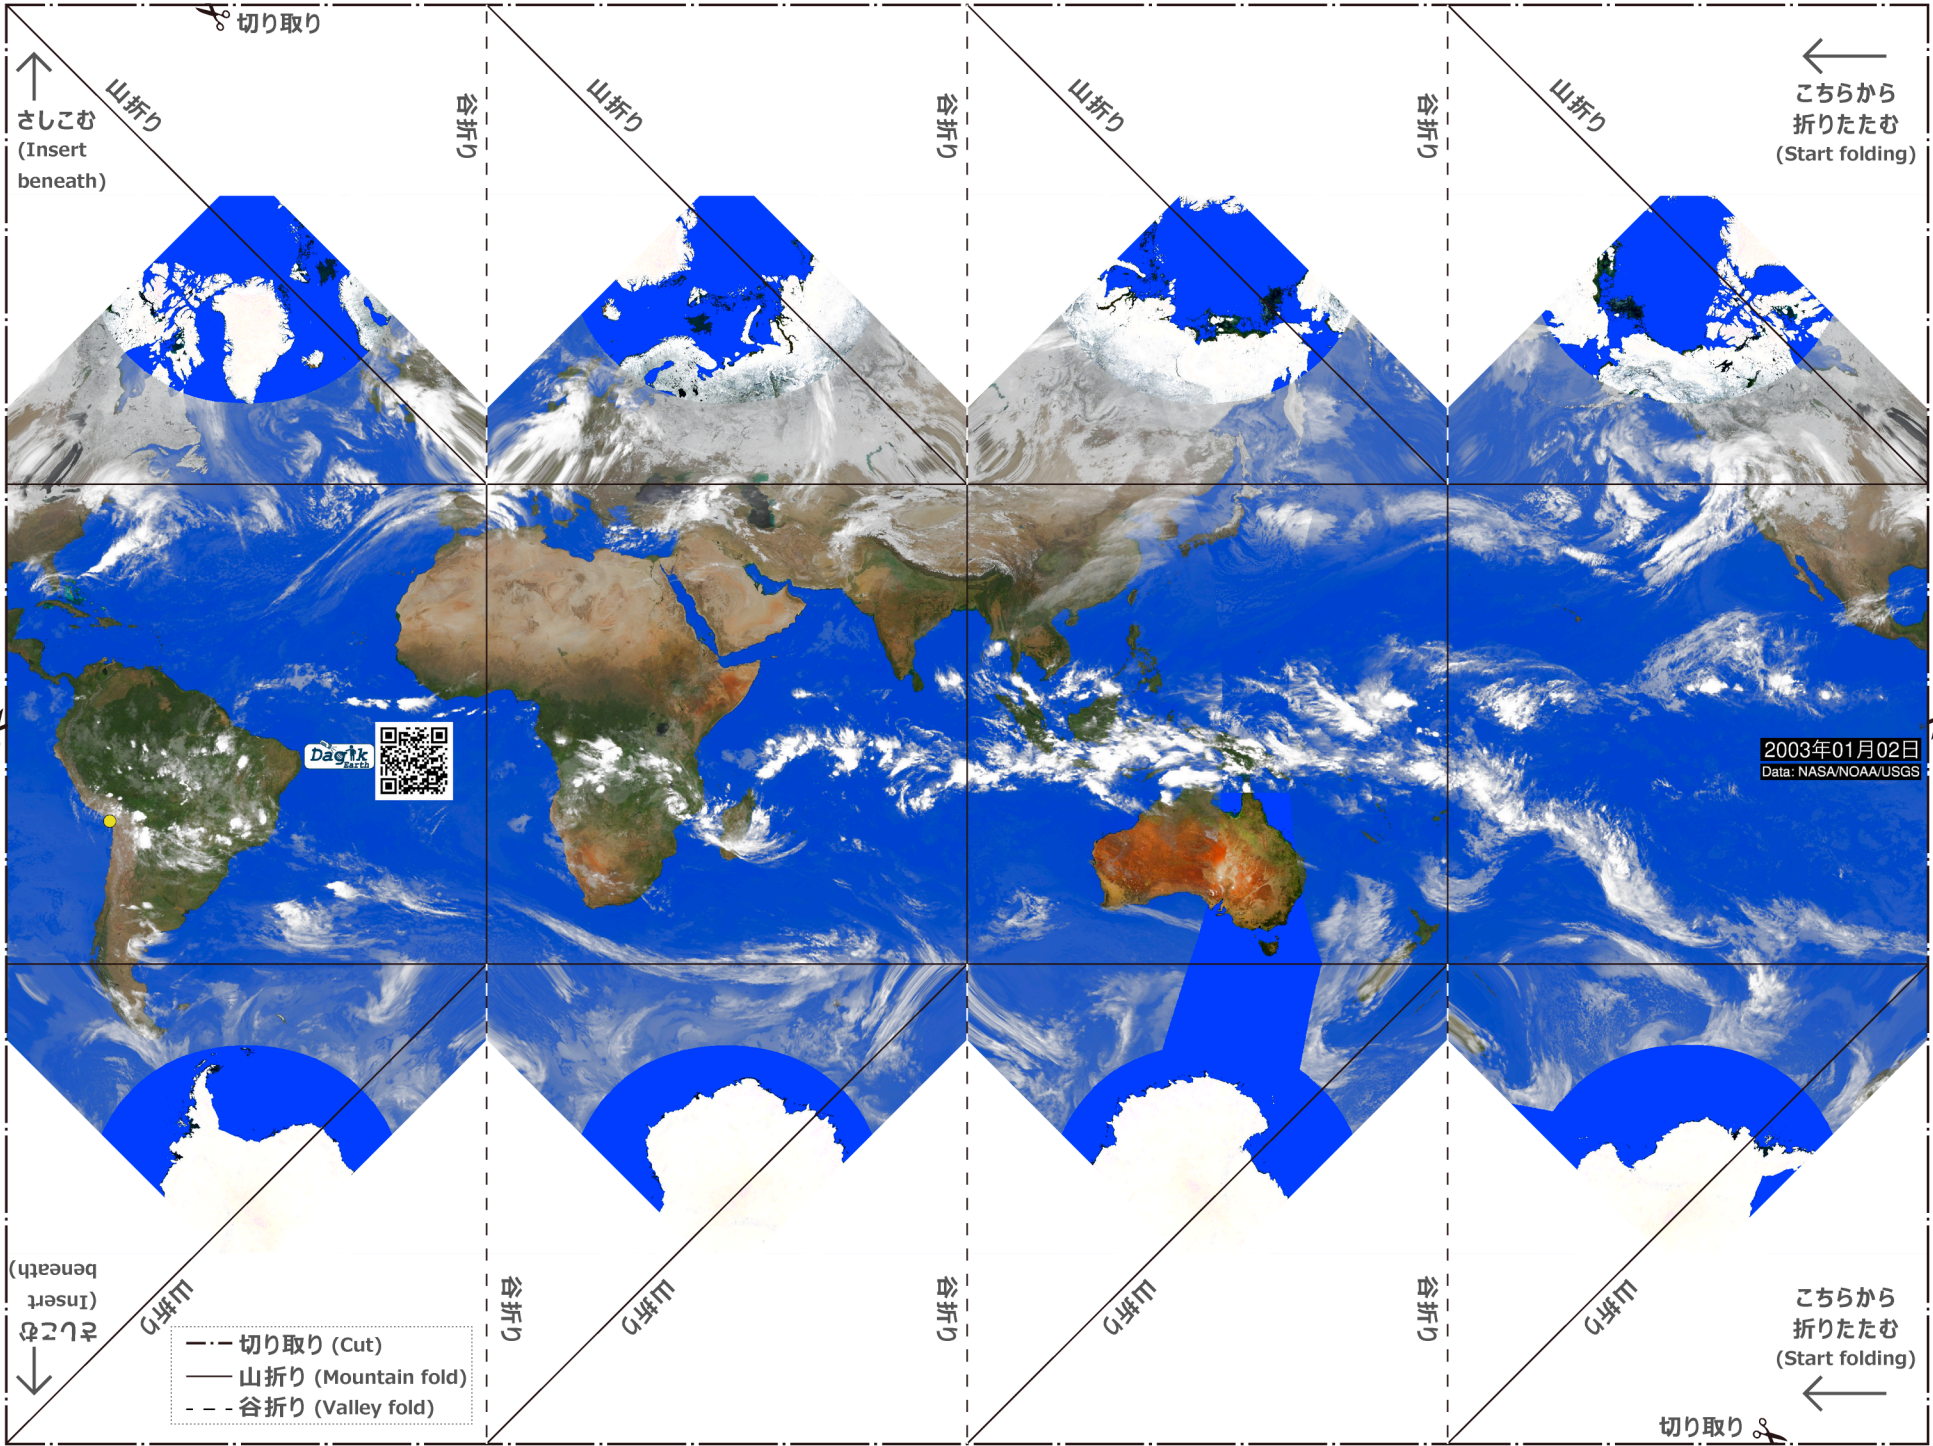 切り取り
山折り
谷折り
山折り
谷折り
山折り
谷折り
山折り
さしこむ
(Insert
beneath)
こちらから
折りたたむ
(Start folding)
Dagik
Earth
2003年01月02日
Data: NASA/NOAA/USGS
さしこむ
(Insert
beneath)
山折り
谷折り
山折り
谷折り
山折り
谷折り
山折り
切り取り (Cut)
山折り (Mountain fold)
谷折り (Valley fold)
こちらから
折りたたむ
(Start folding)
切り取り